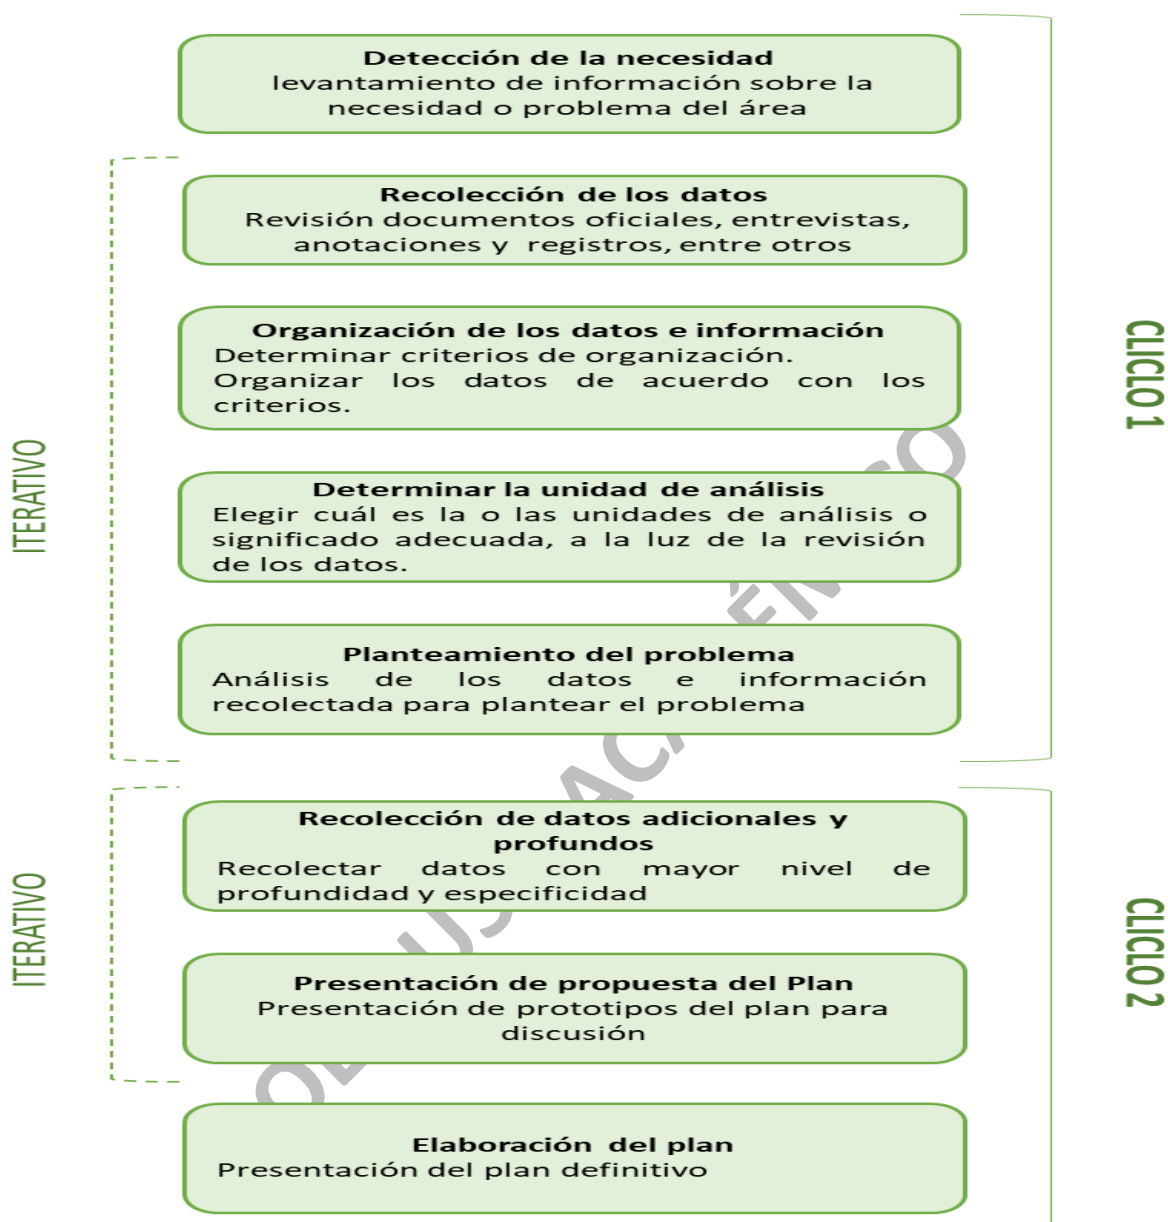 Detección de la necesidad
levantamiento de información sobre la
necesidad o problema del área
Recolección de los datos
Revisión documentos oficiales, entrevistas,
anotaciones y registros, entre otros
Organización de los datos e información
Determinar criterios de organización.
Organizar los datos de acuerdo con los
criterios.
Determinar la unidad de análisis
Elegir cuál es la o las unidades de análisis o
significado adecuada, a la luz de la revisión
de los datos.
Planteamiento del problema
Análisis de los datos e información
recolectada para plantear el problema
ITERATIVO
CLICLO 1
Recolección de datos adicionales y
profundos
Recolectar datos con mayor nivel de
profundidad y especificidad
Presentación de propuesta del Plan
Presentación de prototipos del plan para
discusión
Elaboración del plan
Presentación del plan definitivo
ITERATIVO
CLICLO 2